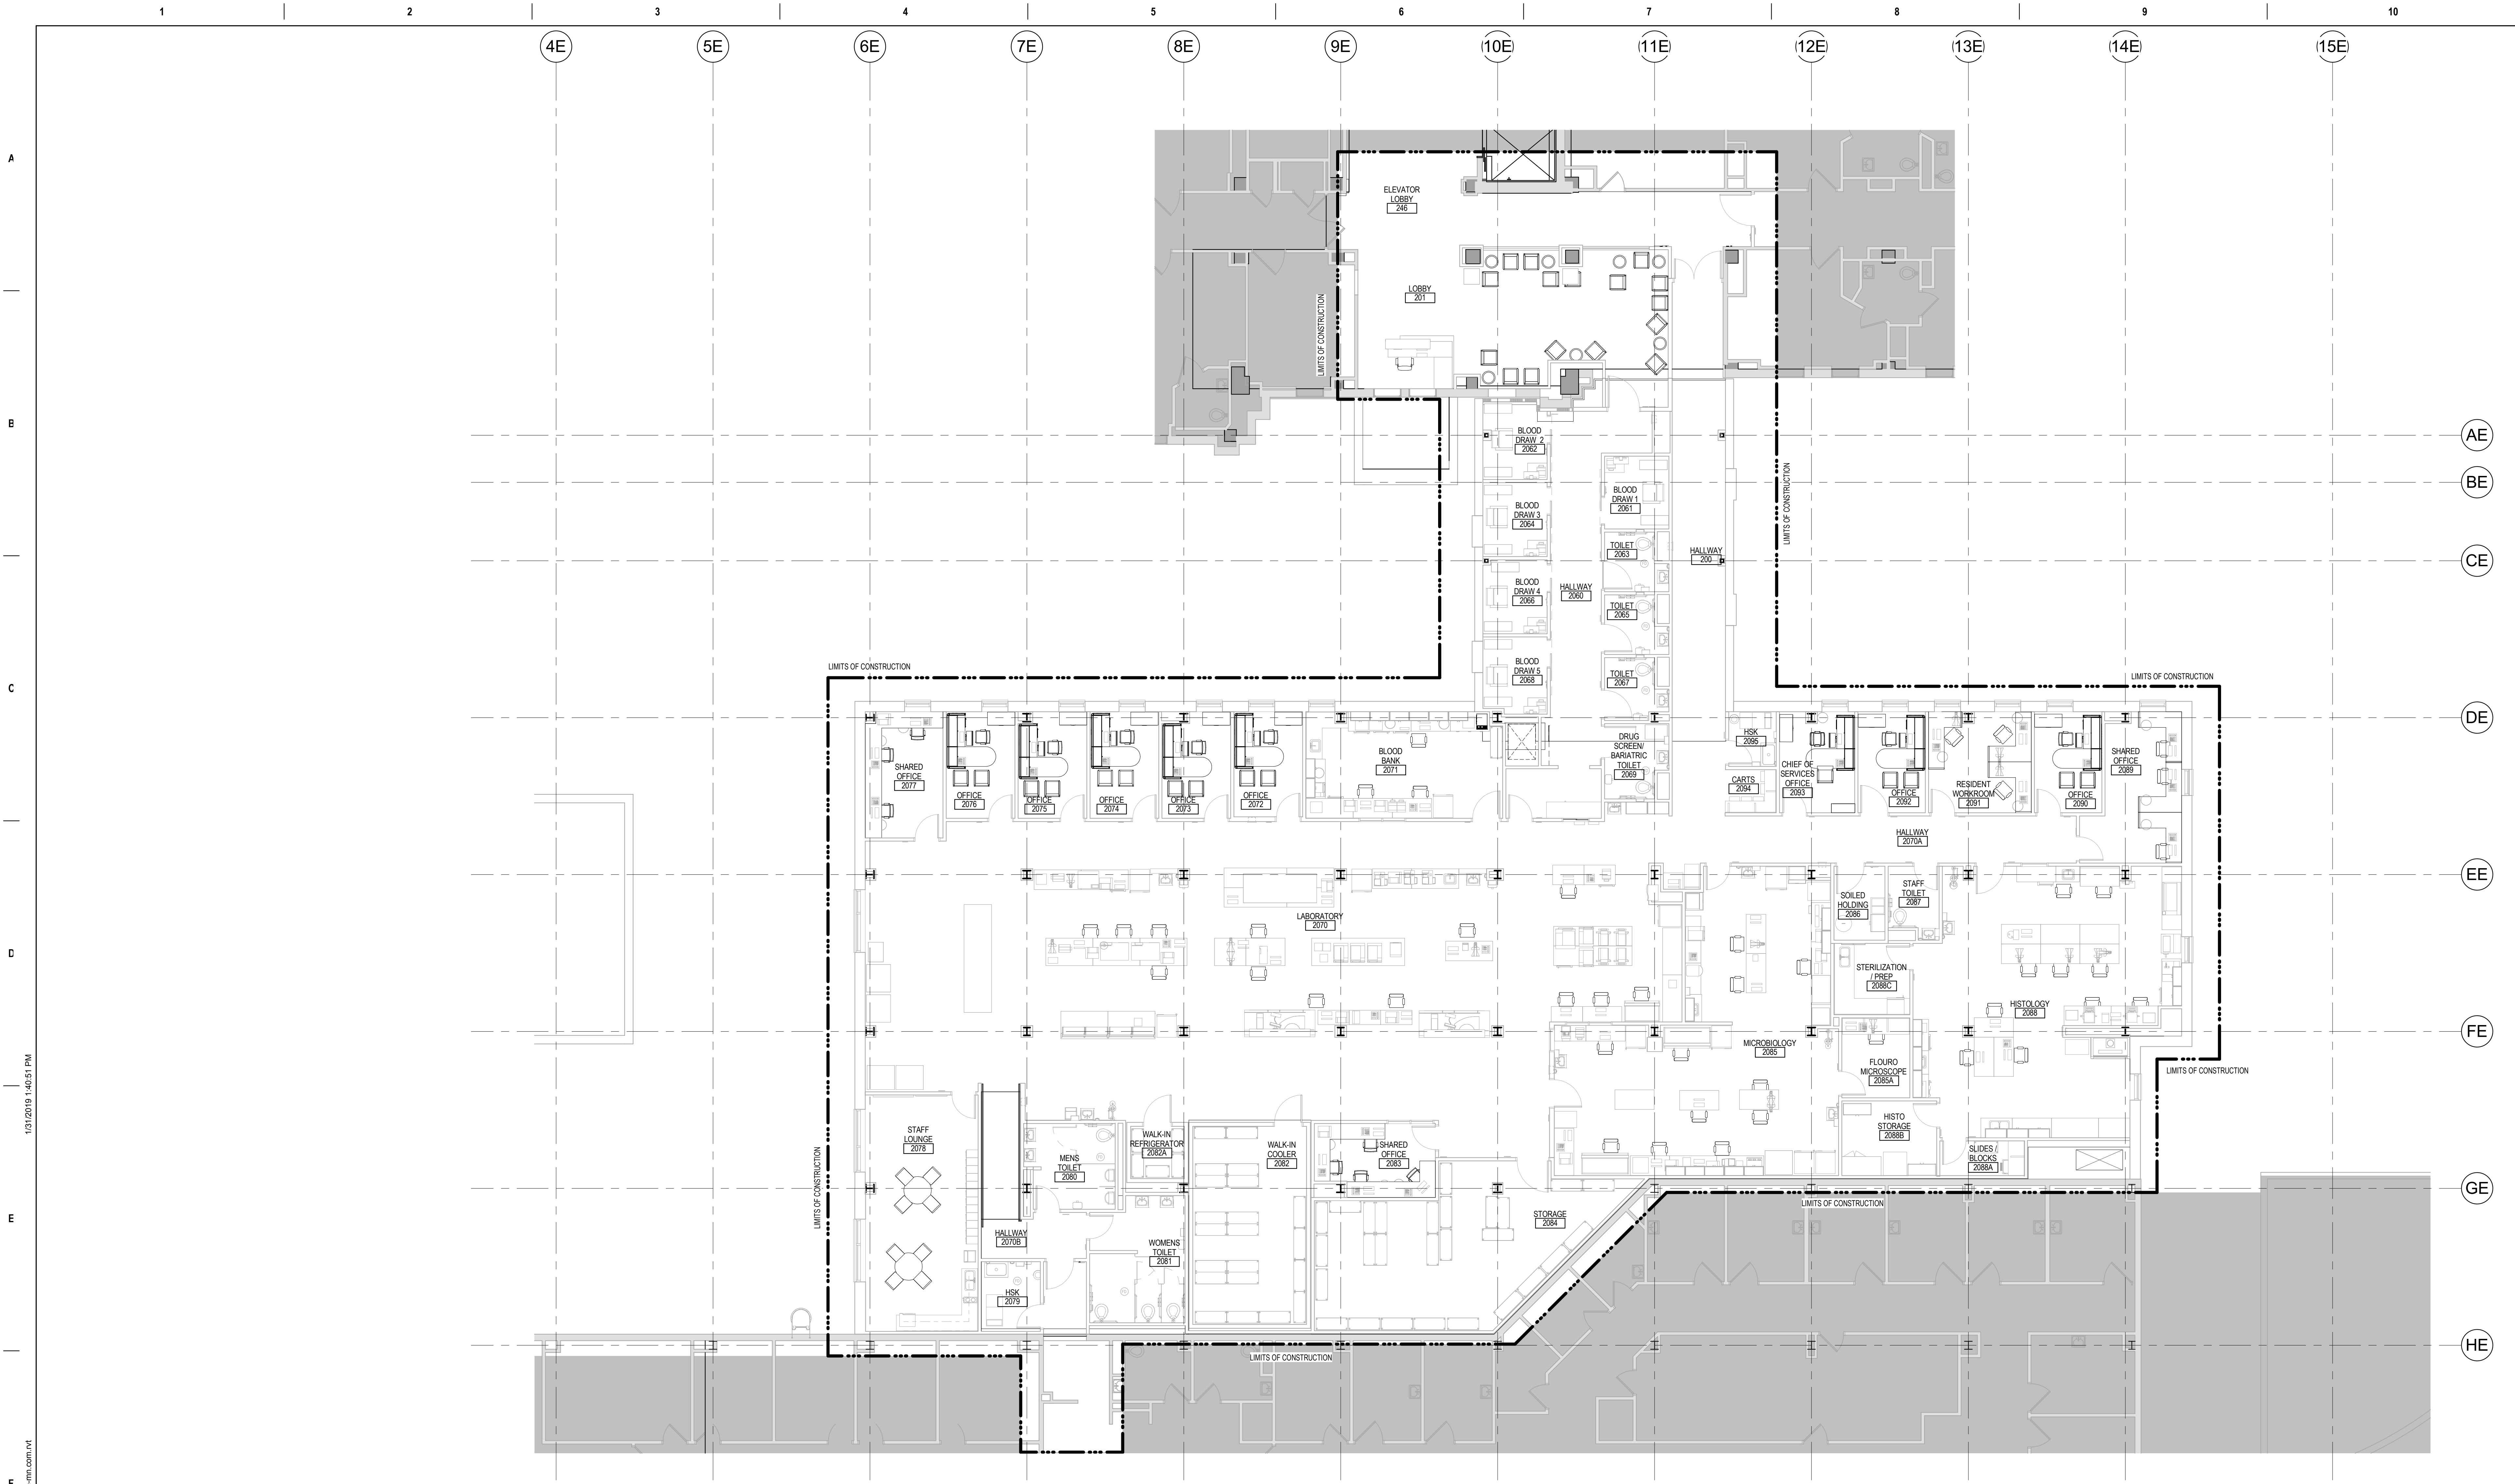 1 2 3 4 5 6 7 8 9 10
4E 5E 6E 7E 8E 9E 10E 11E 12E 13E 14E 15E
A
B
C
D
E
F
AE
BE
CE
DE
EE
FE
GE
HE
ELEVATOR
LOBBY
246
LOBBY
201
LIMITS OF CONSTRUCTION
BLOOD
DRAW 2
2062
BLOOD
DRAW 1
2061
LIMITS OF CONSTRUCTION
BLOOD
DRAW 3
2064
TOILET
2063
HALLWAY
200
BLOOD
DRAW 4
2066
HALLWAY
2060
TOILET
2065
BLOOD
DRAW 5
2068
TOILET
2067
LIMITS OF CONSTRUCTION
LIMITS OF CONSTRUCTION
SHARED
OFFICE
2077
OFFICE
2076
OFFICE
2075
OFFICE
2074
OFFICE
2073
OFFICE
2072
BLOOD
BANK
2071
DRUG
SCREEN/
BARIATRIC
TOILET
2069
HSK
2095
CARTS
2094
CHIEF OF
SERVICES
OFFICE
2093
OFFICE
2092
RESIDENT
WORKROOM
2091
OFFICE
2090
SHARED
OFFICE
2089
HALLWAY
2070A
LABORATORY
2070
SOILED
HOLDING
2086
STAFF
TOILET
2087
STERILIZATION
/ PREP
2088C
HISTOLOGY
2088
MICROBIOLOGY
2085
FLOURO
MICROSCOPE
2085A
LIMITS OF CONSTRUCTION
HISTO
STORAGE
2088B
SLIDES /
BLOCKS
2088A
STAFF
LOUNGE
2078
MENS
TOILET
2080
WALK-IN
REFRIGERATOR
2082A
WALK-IN
COOLER
2082
SHARED
OFFICE
2083
LIMITS OF CONSTRUCTION
LIMITS OF CONSTRUCTION
STORAGE
2084
HALLWAY
2070B
WOMENS
TOILET
2081
HSK
2079
LIMITS OF CONSTRUCTION
1/31/2019 1:40:51 PM
-mn.com.rvt